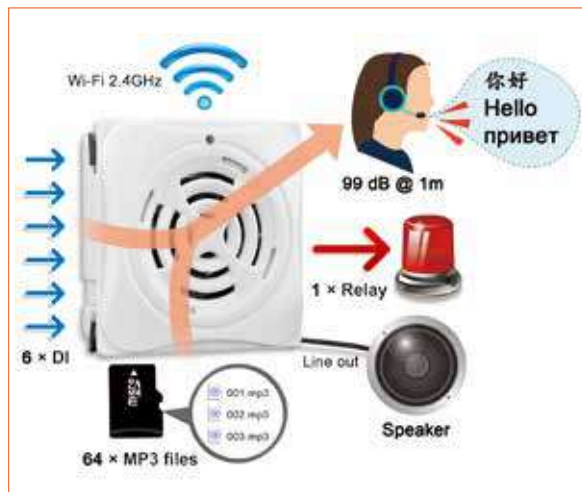 Wi-Fi 2.4GHz
你好
Hello
привет
99 dB @ 1m
6 × DI
1 × Relay
Line out
Speaker
001.mp3
002.mp3
003.mp3
64 × MP3 files